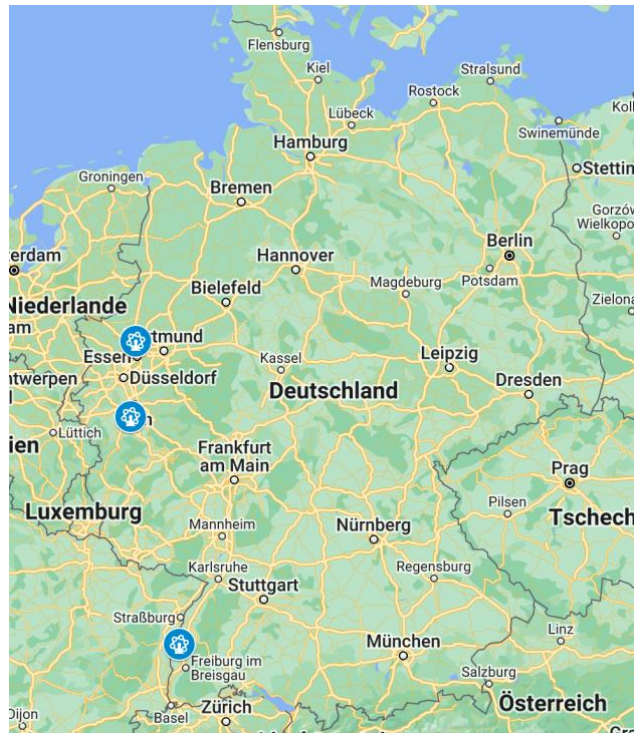 Flensburg
Kiel
Stralsund
Rostock
Lübeck
Swinemünde
Hamburg
Stettin
Groningen
Bremen
Gorzów
Wielkopo
Berlin
terdam
Hannover
Potsdam
Magdeburg
Bielefeld
Zielona
Niederlande
am
tmund
Essen
Kassel
Leipzig
ntwerpen
Düsseldorf
Deutschland
Dresden
Lüttich
n
ien
Frankfurt
am Main
Prag
Pilsen
Luxemburg
Tschech
Mannheim
Nürnberg
Karlsruhe
Regensburg
Stuttgart
Straßburg
Linz
München
Freiburg im
Breisgau
Salzburg
Österreich
Zürich
Dijon
Basel